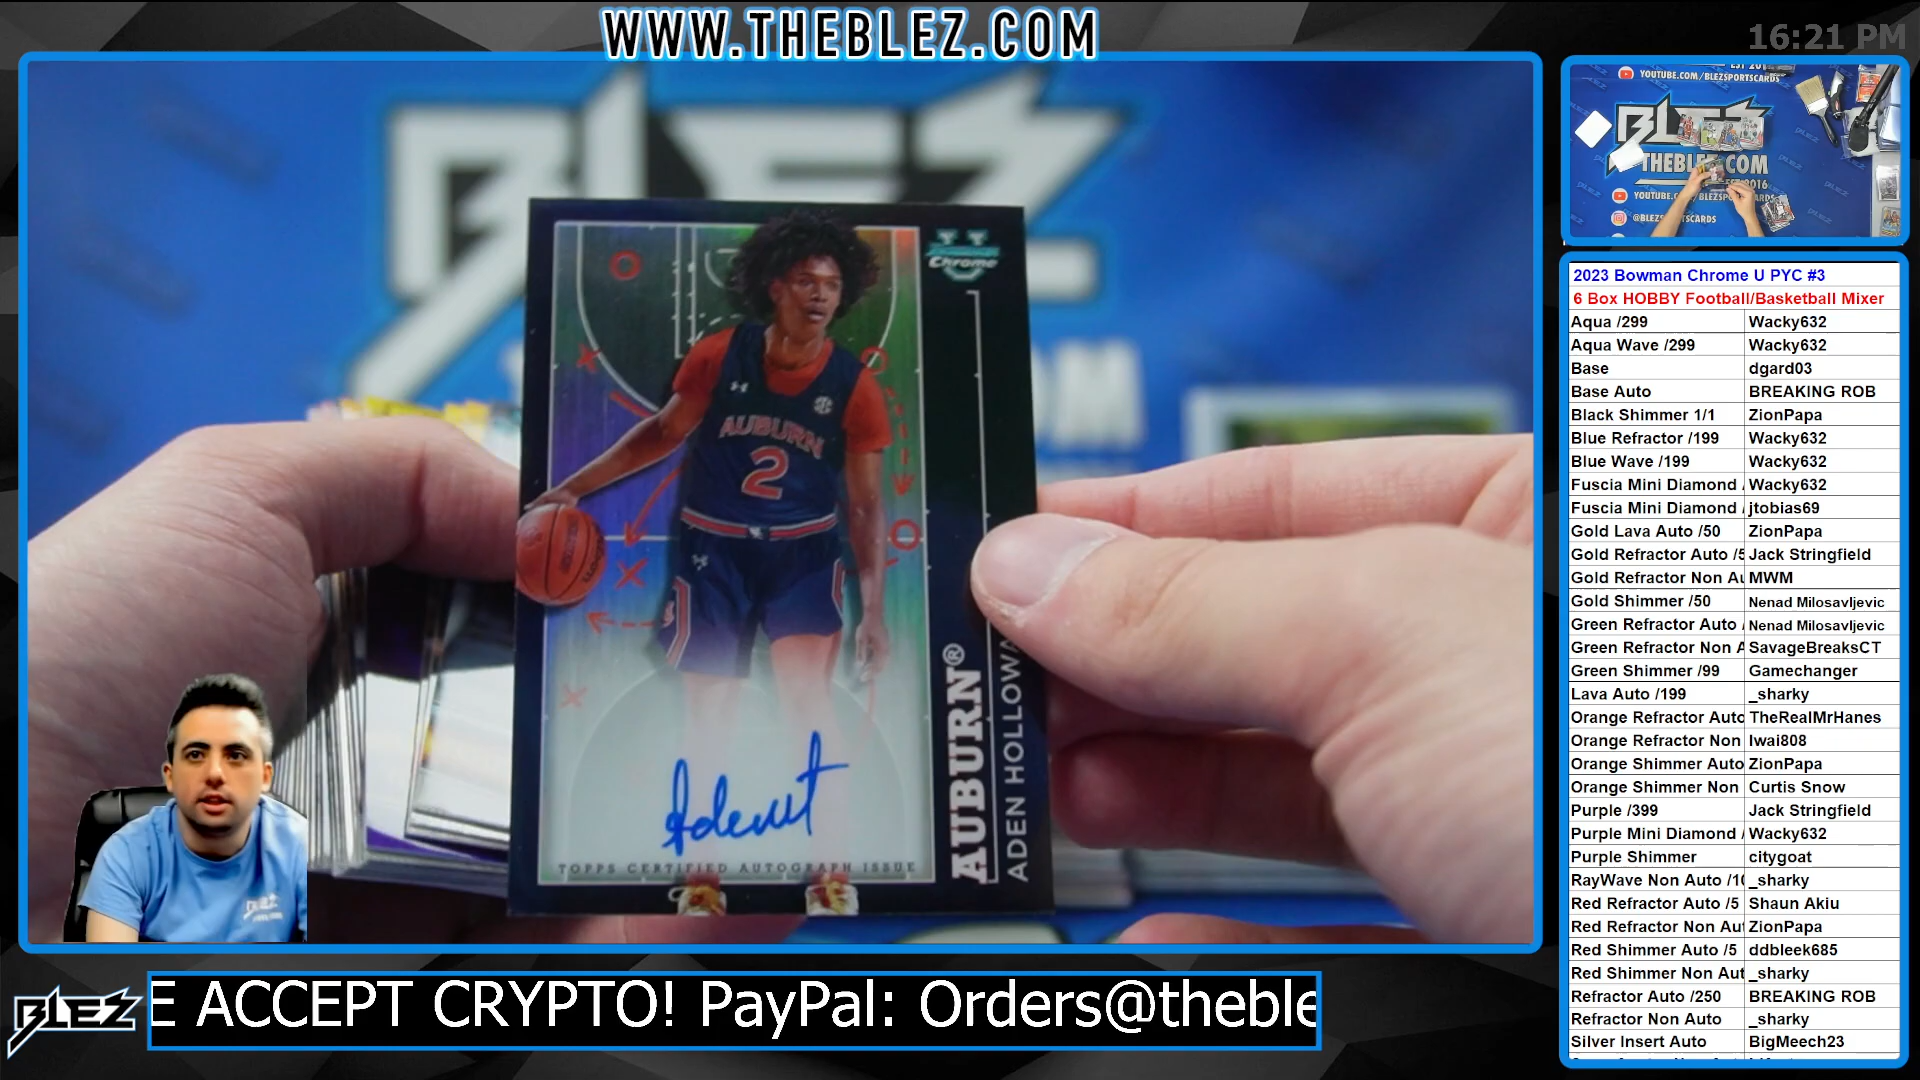 WWW.THEBLEZ.COM
16:21 PM
BLEZ
U
Chrome
AUBURN
2
AUBURN®
ADEN HOLLOWA
TOPPS CERTIFIED AUTOGRAPH ISSUE
YOUTUBE.COM/BLEZSPORTSCARDS
BLEZ
THEBLEZ.COM
2016
2023 Bowman Chrome U PYC #3
6 Box HOBBY Football/Basketball Mixer
Aqua /299 Wacky632
Aqua Wave /299 Wacky632
Base dgard03
Base Auto BREAKING ROB
Black Shimmer 1/1 ZionPapa
Blue Refractor /199 Wacky632
Blue Wave /199 Wacky632
Fuscia Mini Diamond / Wacky632
Fuscia Mini Diamond / jtobias69
Gold Lava Auto /50 ZionPapa
Gold Refractor Auto /5 Jack Stringfield
Gold Refractor Non Au MWM
Gold Shimmer /50 Nenad Milosavljevic
Green Refractor Auto / Nenad Milosavljevic
Green Refractor Non A SavageBreaksCT
Green Shimmer /99 Gamechanger
Lava Auto /199 _sharky
Orange Refractor Auto TheRealMrHanes
Orange Refractor Non Iwai808
Orange Shimmer Auto ZionPapa
Orange Shimmer Non Curtis Snow
Purple /399 Jack Stringfield
Purple Mini Diamond / Wacky632
Purple Shimmer citygoat
RayWave Non Auto /10 _sharky
Red Refractor Auto /5 Shaun Akiu
Red Refractor Non Aut ZionPapa
Red Shimmer Auto /5 ddbleek685
Red Shimmer Non Aut _sharky
Refractor Auto /250 BREAKING ROB
Refractor Non Auto _sharky
Silver Insert Auto BigMeech23
BLEZ
E ACCEPT CRYPTO! PayPal: Orders@theble